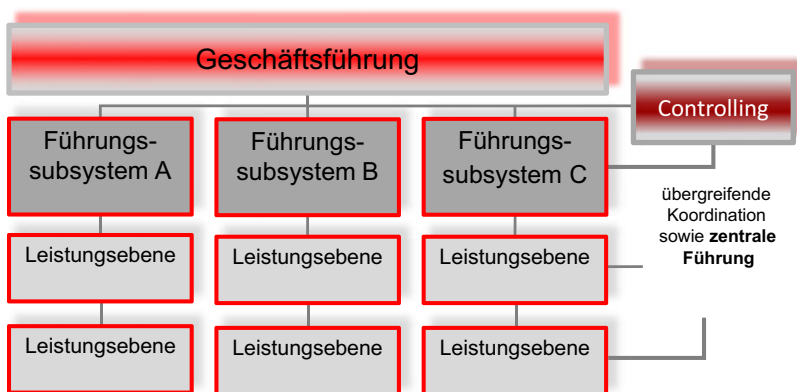 Geschäftsführung
Controlling
Führungs-
subsystem A
Führungs-
subsystem B
Führungs-
subsystem C
übergreifende
Koordination
sowie zentrale
Führung
Leistungsebene
Leistungsebene
Leistungsebene
Leistungsebene
Leistungsebene
Leistungsebene